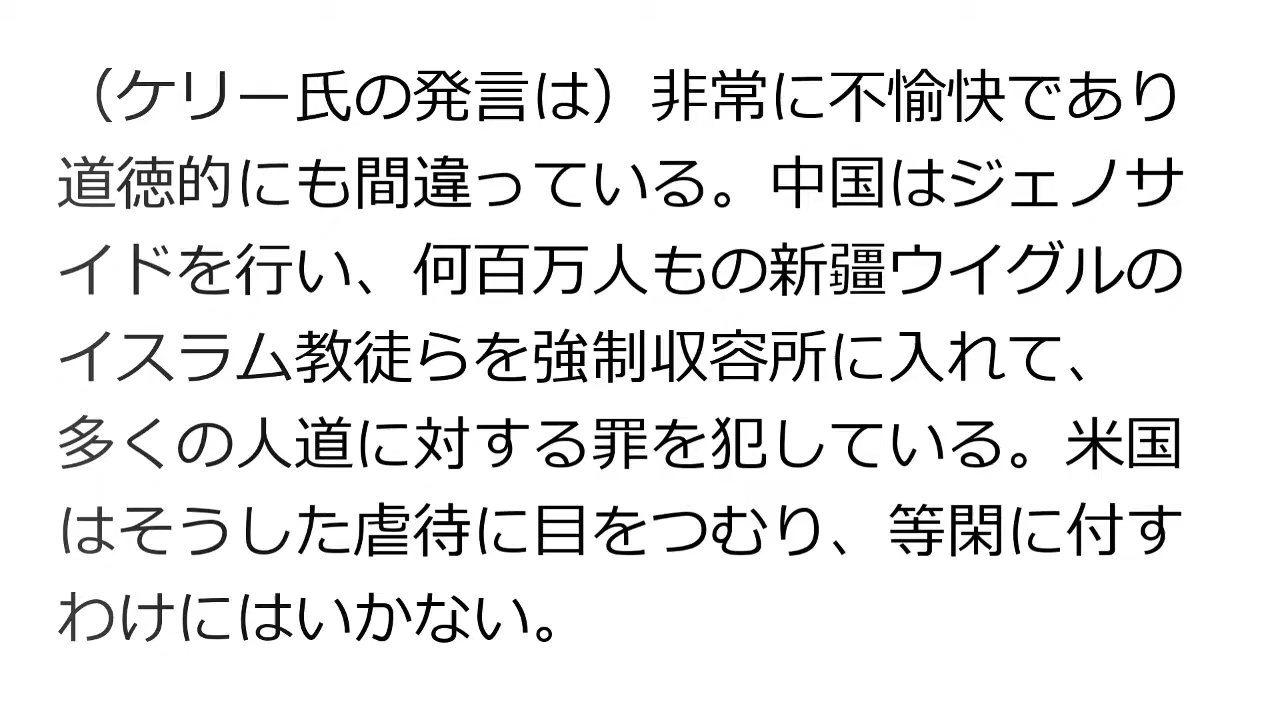 （ケリー氏の発言は）非常に不愉快であり
道徳的にも間違っている。中国はジェノサ
イドを行い、何百万人もの新疆ウイグルの
イスラム教徒らを強制収容所に入れて、
多くの人道に対する罪を犯している。米国
はそうした虐待に目をつむり、等閑に付す
わけにはいかない。